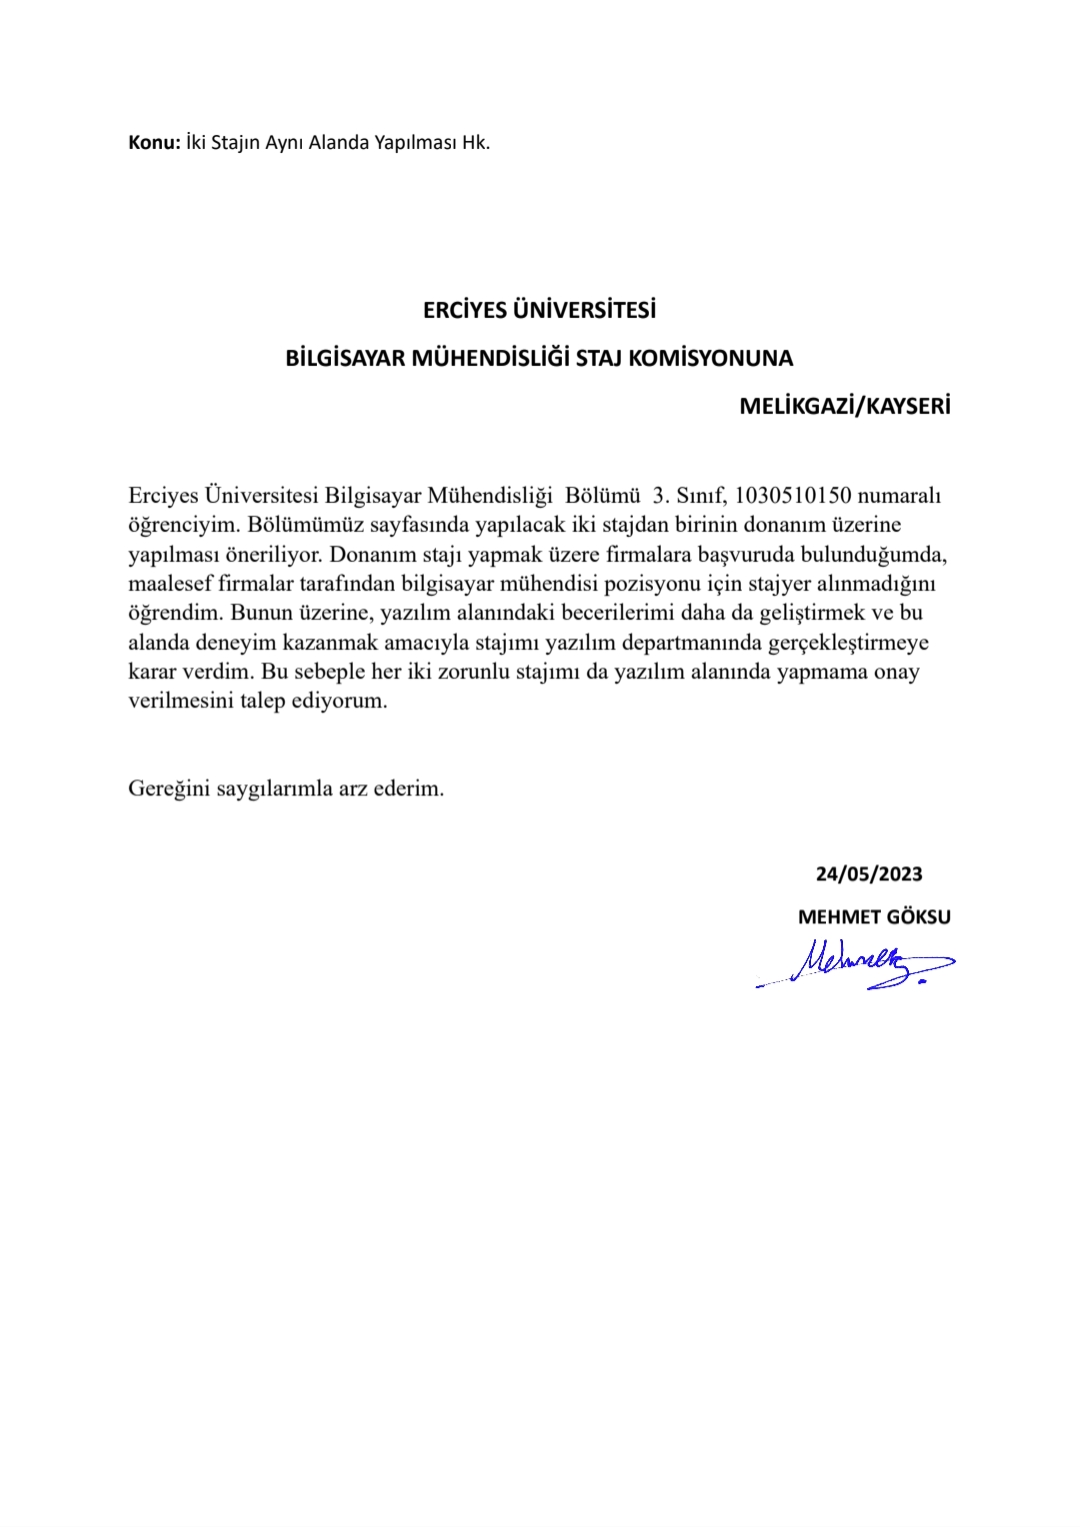 Konu: İki Stajın Aynı Alanda Yapılması Hk.
ERCİYES ÜNİVERSİTESİ
BİLGİSAYAR MÜHENDİSLİĞİ STAJ KOMİSYONUNA
MELİKGAZİ/KAYSERİ
Erciyes Üniversitesi Bilgisayar Mühendisliği  Bölümü  3. Sınıf, 1030510150 numaralı
öğrenciyim. Bölümümüz sayfasında yapılacak iki stajdan birinin donanım üzerine
yapılması öneriliyor. Donanım stajı yapmak üzere firmalara başvuruda bulunduğumda,
maalesef firmalar tarafından bilgisayar mühendisi pozisyonu için stajyer alınmadığını
öğrendim. Bunun üzerine, yazılım alanındaki becerilerimi daha da geliştirmek ve bu
alanda deneyim kazanmak amacıyla stajımı yazılım departmanında gerçekleştirmeye
karar verdim. Bu sebeple her iki zorunlu stajımı da yazılım alanında yapmama onay
verilmesini talep ediyorum.
Gereğini saygılarımla arz ederim.
24/05/2023
MEHMET GÖKSU
Mehmet